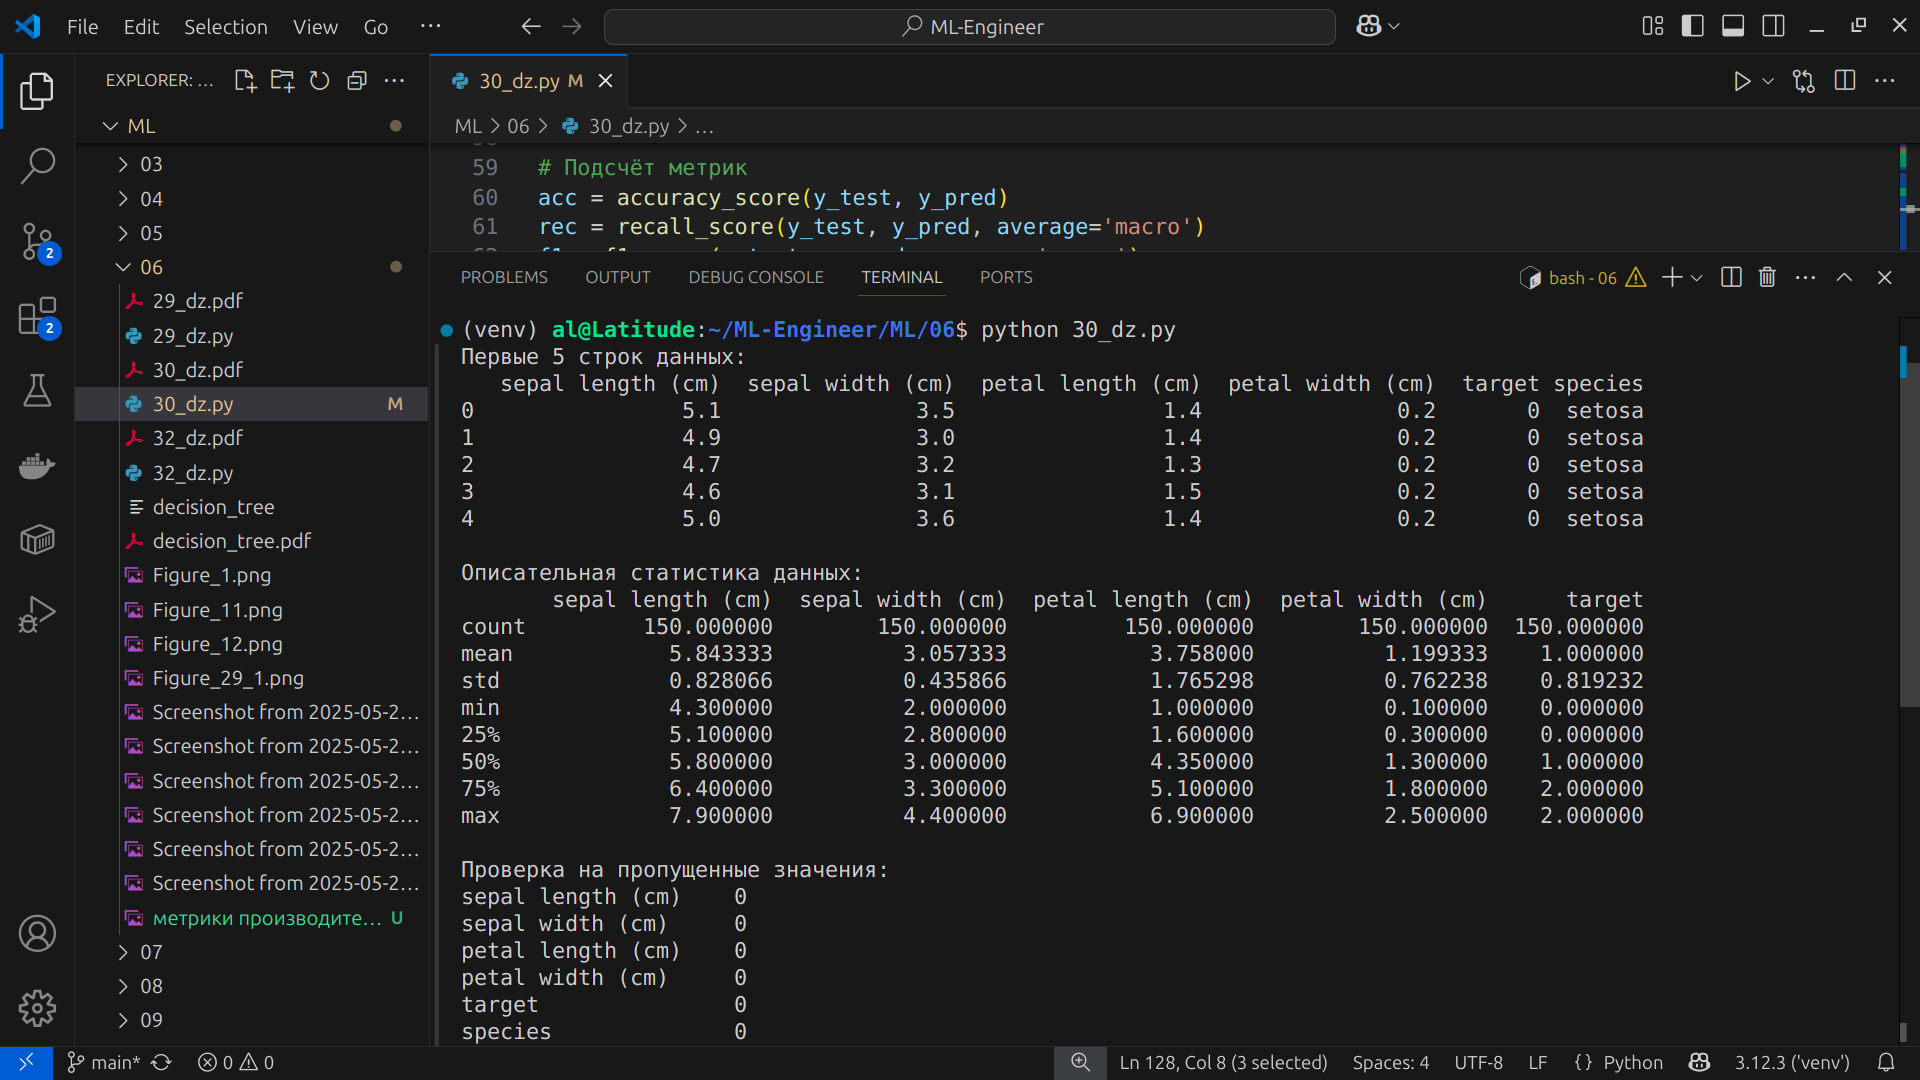 File Edit Selection View Go ML-Engineer
EXPLORER: ...
ML
03
04
05
06
29_dz.pdf
29_dz.py
30_dz.pdf
30_dz.py M
32_dz.pdf
32_dz.py
decision_tree
decision_tree.pdf
Figure_1.png
Figure_11.png
Figure_12.png
Figure_29_1.png
Screenshot from 2025-05-2...
Screenshot from 2025-05-2...
Screenshot from 2025-05-2...
Screenshot from 2025-05-2...
Screenshot from 2025-05-2...
Screenshot from 2025-05-2...
метрики производите... U
07
08
09
2
2
30_dz.py M
ML > 06 > 30_dz.py > ...
59 # Подсчёт метрик
60 acc = accuracy_score(y_test, y_pred)
61 rec = recall_score(y_test, y_pred, average='macro')
PROBLEMS OUTPUT DEBUG CONSOLE TERMINAL PORTS bash - 06
(venv) al@Latitude:~/ML-Engineer/ML/06$ python 30_dz.py
Первые 5 строк данных:
sepal length (cm) sepal width (cm) petal length (cm) petal width (cm) target species
0 5.1 3.5 1.4 0.2 0 setosa
1 4.9 3.0 1.4 0.2 0 setosa
2 4.7 3.2 1.3 0.2 0 setosa
3 4.6 3.1 1.5 0.2 0 setosa
4 5.0 3.6 1.4 0.2 0 setosa
Описательная статистика данных:
sepal length (cm) sepal width (cm) petal length (cm) petal width (cm) target
count 150.000000 150.000000 150.000000 150.000000 150.000000
mean 5.843333 3.057333 3.758000 1.199333 1.000000
std 0.828066 0.435866 1.765298 0.762238 0.819232
min 4.300000 2.000000 1.000000 0.100000 0.000000
25% 5.100000 2.800000 1.600000 0.300000 0.000000
50% 5.800000 3.000000 4.350000 1.300000 1.000000
75% 6.400000 3.300000 5.100000 1.800000 2.000000
max 7.900000 4.400000 6.900000 2.500000 2.000000
Проверка на пропущенные значения:
sepal length (cm) 0
sepal width (cm) 0
petal length (cm) 0
petal width (cm) 0
target 0
species 0
main* 0 0 Ln 128, Col 8 (3 selected) Spaces: 4 UTF-8 LF {} Python 3.12.3 ('venv')